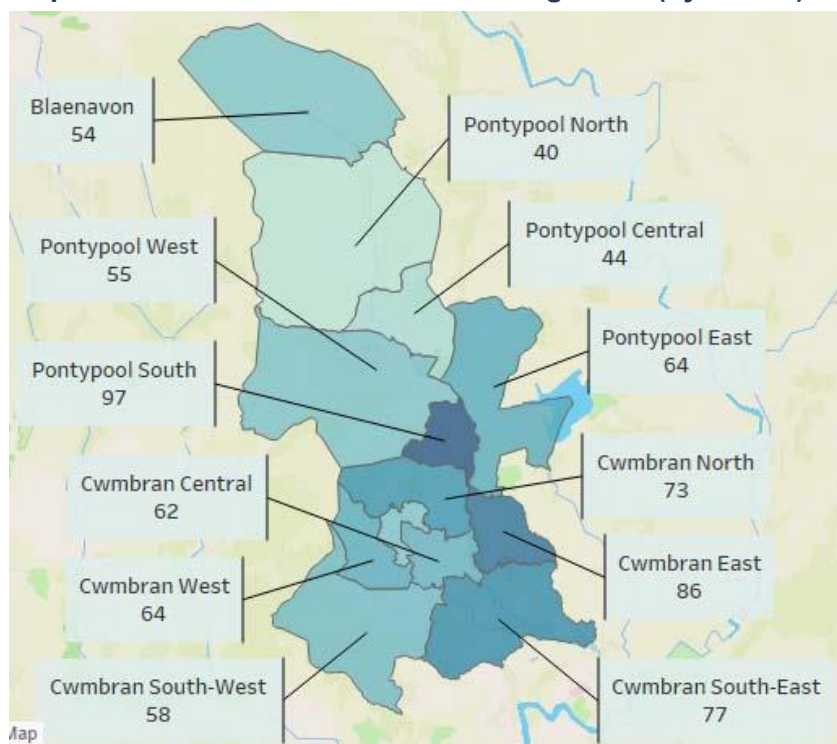 Blaenavon
54
Pontypool North
40
Pontypool West
55
Pontypool Central
44
Pontypool South
97
Pontypool East
64
Cwmbran Central
62
Cwmbran North
73
Cwmbran West
64
Cwmbran East
86
Cwmbran South-West
58
Cwmbran South-East
77
Map